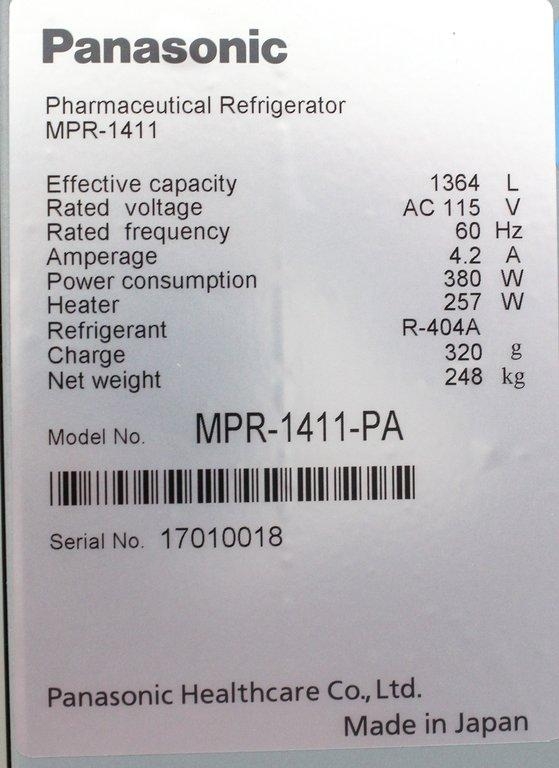 Panasonic
Pharmaceutical Refrigerator
MPR-1411
Effective capacity 1364 L
Rated voltage AC 115 V
Rated frequency 60 Hz
Amperage 4.2 A
Power consumption 380 W
Heater 257 W
Refrigerant R-404A
Charge 320 g
Net weight 248 kg
Model No. MPR-1411-PA
Serial No. 17010018
Panasonic Healthcare Co., Ltd.
Made in Japan